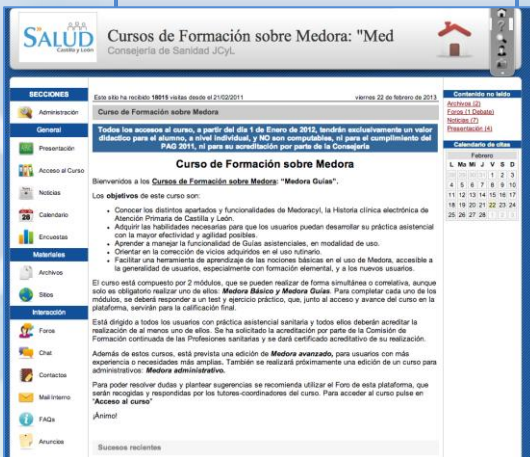 SALUD
Castilla y León
Cursos de Formación sobre Medora: "Med
Consejería de Sanidad JCyL
SECCIONES
Administración
General
Presentación
Acceso al Curso
Noticias
Calendario
Encuestas
Materiales
Archivos
Sitios
Interacción
Foros
Chat
Contactos
Mail Interno
FAQs
Anuncios
Este sitio ha recibido 16015 visitas desde el 21/02/2011
viernes 22 de febrero de 2013
Curso de Formación sobre Medora
Todos los accesos al curso, a partir del día 1 de Enero de 2012, tendrán exclusivamente un valor
didactico para el alumno, a nivel individual, y NO son computables, ni para el cumplimiento del
PAG 2011, ni para su acreditación por parte de la Consejería
Curso de Formación sobre Medora
Bienvenidos a los Cursos de Formación sobre Medora: "Medora Guías".
Los objetivos de este curso son:
• Conocer los distintos apartados y funcionalidades de Medoracyl, la Historia clínica electrónica de
Atención Primaria de Castilla y León.
• Adquirir las habilidades necesarias para que los usuarios puedan desarrollar su práctica asistencial
con la mayor efectividad y agilidad posibles.
• Aprender a manejar la funcionalidad de Guías asistenciales, en modalidad de uso.
• Orientar en la corrección de vicios adquiridos en el uso rutinario.
• Facilitar una herramienta de aprendizaje de las nociones básicas en el uso de Medora, accesible a
la generalidad de usuarios, especialmente con formación elemental, y a los nuevos usuarios.
El curso está compuesto por 2 módulos, que se pueden realizar de forma simultánea o correlativa, aunque
solo es obligatorio realizar uno de ellos: Medora Básico y Medora Guías. Para completar cada uno de los
módulos, se deberá responder a un test y ejercicio práctico, que, junto al acceso y avance del curso en la
plataforma, servirán para la calificación final.
Está dirigido a todos los usuarios con práctica asistencial sanitaria y todos ellos deberán acreditar la
realización de al menos uno de ellos. Se ha solicitado la acreditación por parte de la Comisión de
Formación continuada de las Profesiones sanitarias y se dará certificado acreditativo de su realización.
Además de estos cursos, está prevista una edición de Medora avanzado, para usuarios con más
experiencia o necesidades más amplias. También se realizará próximamente una edición de un curso para
administrativos: Medora administrativo.
Para poder resolver dudas y plantear sugerencias se recomienda utilizar el Foro de esta plataforma, que
serán recogidas y respondidas por los tutores-coordinadores del curso. Para acceder al curso pulse en
"Acceso al curso"
¡Ánimo!
Sucesos recientes
Contenido no leído
Archivos (2)
Foros (1 Debate)
Noticias (7)
Presentación (4)
Calendario de citas
Febrero
L Ma Mi J V S D
1 2 3
4 5 6 7 8 9 10
11 12 13 14 15 16 17
18 19 20 21 22 23 24
25 26 27 28